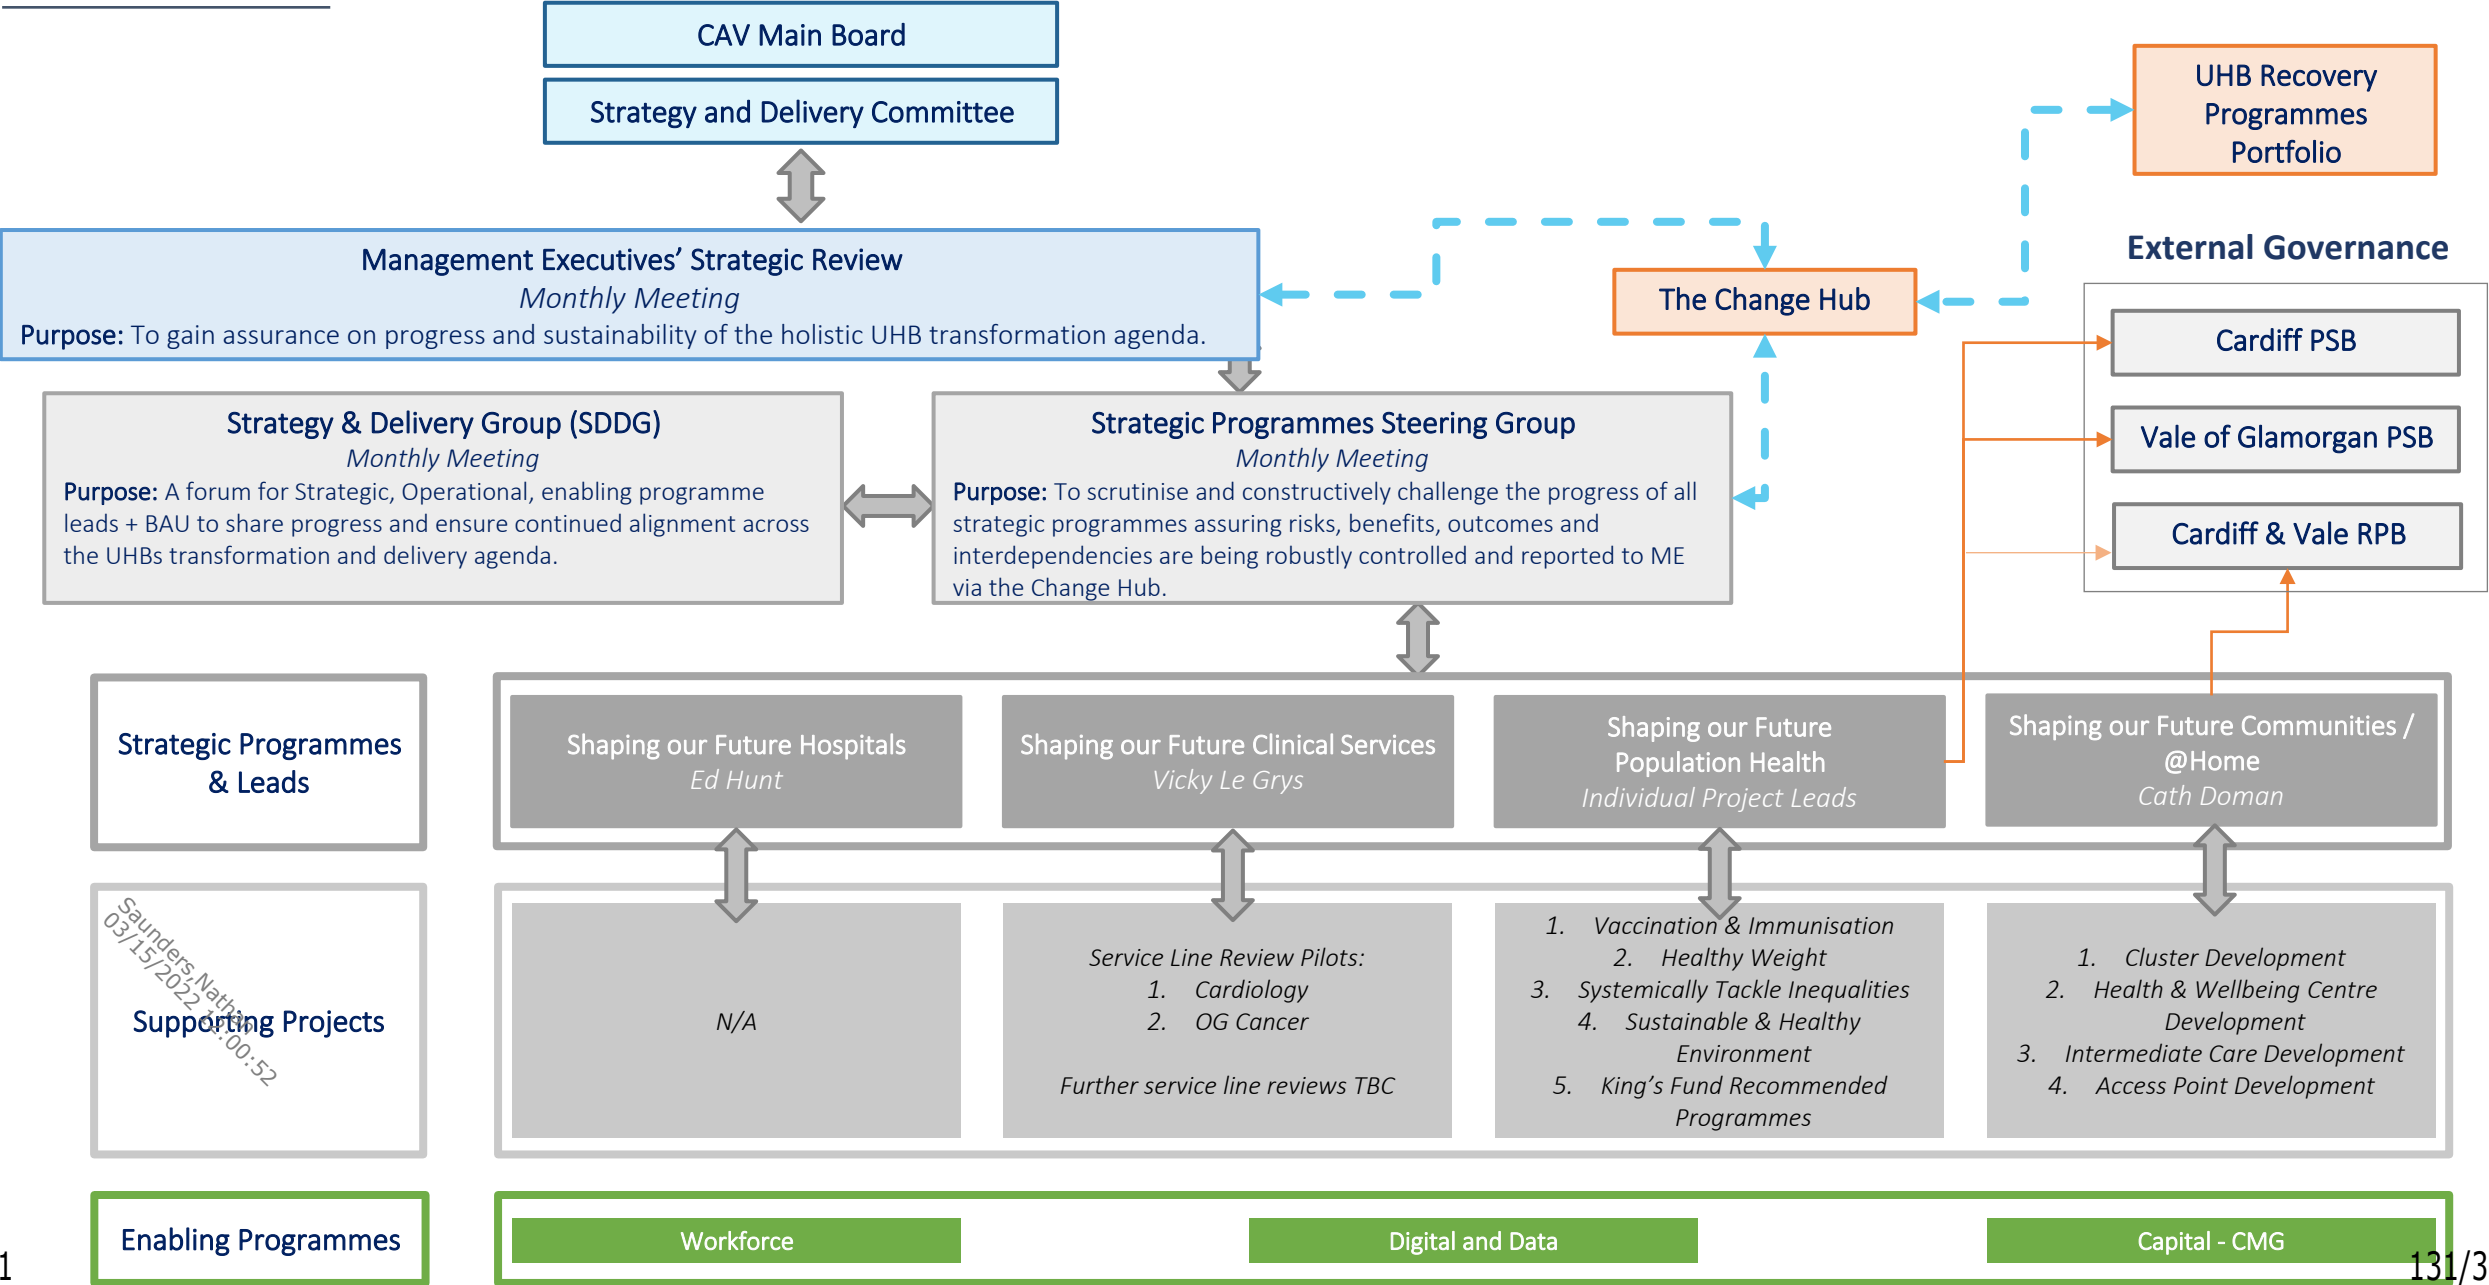 CAV Main Board
Strategy and Delivery Committee
UHB Recovery
Programmes
Portfolio
Management Executives’ Strategic Review
Monthly Meeting
Purpose: To gain assurance on progress and sustainability of the holistic UHB transformation agenda.
The Change Hub
External Governance
Cardiff PSB
Vale of Glamorgan PSB
Cardiff & Vale RPB
Strategy & Delivery Group (SDDG)
Monthly Meeting
Purpose: A forum for Strategic, Operational, enabling programme
leads + BAU to share progress and ensure continued alignment across
the UHBs transformation and delivery agenda.
Strategic Programmes Steering Group
Monthly Meeting
Purpose: To scrutinise and constructively challenge the progress of all
strategic programmes assuring risks, benefits, outcomes and
interdependencies are being robustly controlled and reported to ME
via the Change Hub.
Strategic Programmes
& Leads
Shaping our Future Hospitals
Ed Hunt
Shaping our Future Clinical Services
Vicky Le Grys
Shaping our Future
Population Health
Individual Project Leads
Shaping our Future Communities /
@Home
Cath Doman
Supporting Projects
Saunders,Nathan
03/15/2022 12:00:52
N/A
Service Line Review Pilots:
1. Cardiology
2. OG Cancer
Further service line reviews TBC
1. Vaccination & Immunisation
2. Healthy Weight
3. Systemically Tackle Inequalities
4. Sustainable & Healthy
Environment
5. King’s Fund Recommended
Programmes
1. Cluster Development
2. Health & Wellbeing Centre
Development
3. Intermediate Care Development
4. Access Point Development
Enabling Programmes
Workforce
Digital and Data
Capital - CMG
1
131/3